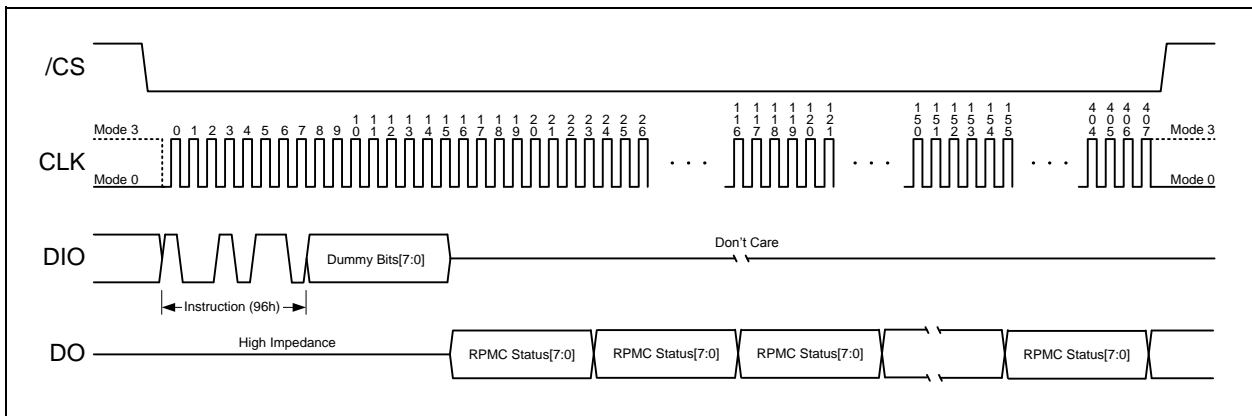 /CS
0 1 2 3 4 5 6 7 8 9 10 11 12 13 14 15 16 17 18 19 20 21 22 23 24 25 26 116 117 118 119 120 121 150 151 152 153 154 155 404 405 406 407
Mode 3
Mode 3
CLK
. . .
. . .
. . .
Mode 0
Mode 0
Don't Care
DIO
Dummy Bits[7:0]
Instruction (96h)
High Impedance
DO
RPMC Status[7:0]
RPMC Status[7:0]
RPMC Status[7:0]
RPMC Status[7:0]